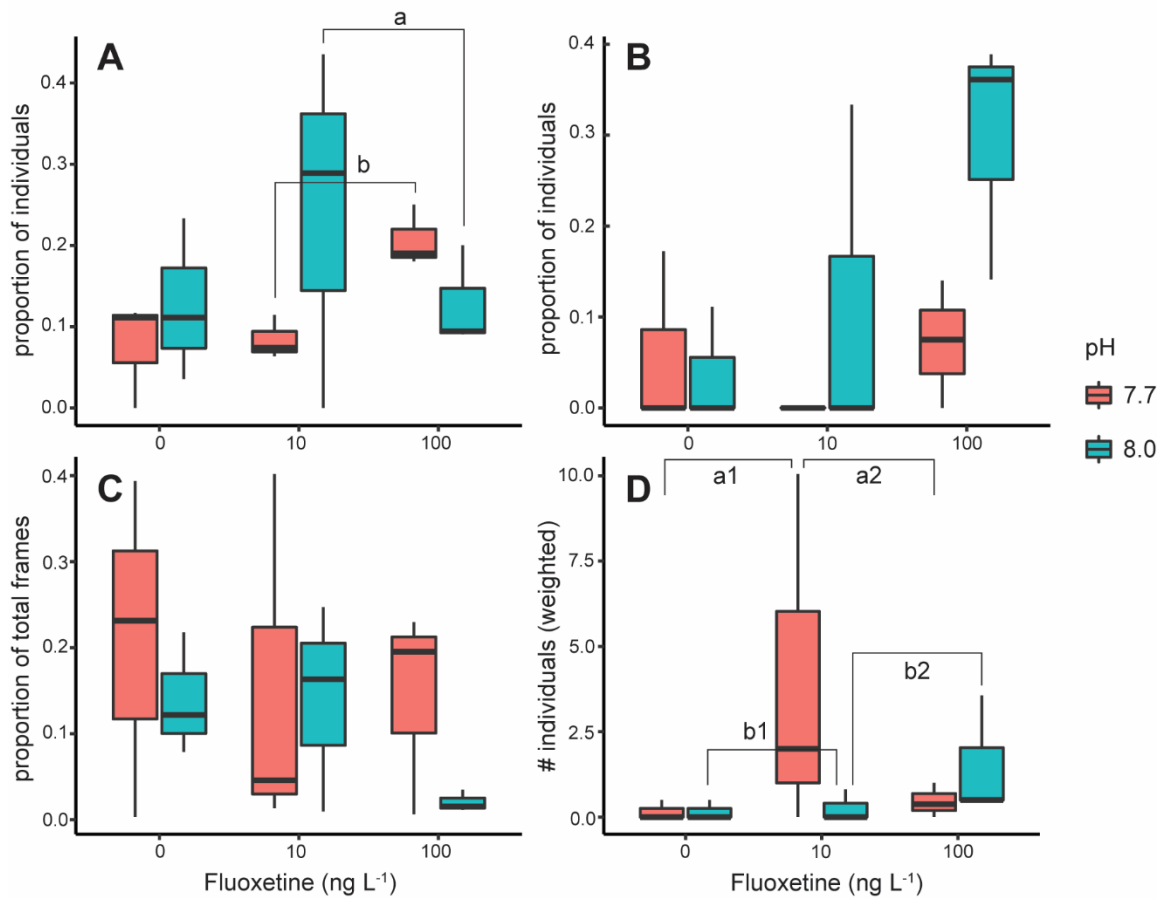 A
a
b
proportion of individuals
0.4
0.3
0.2
0.1
0.0
0
10
100
B
proportion of individuals
0.4
0.3
0.2
0.1
0.0
0
10
100
pH
7.7
8.0
C
proportion of total frames
0.4
0.3
0.2
0.1
0.0
0
10
100
Fluoxetine (ng L⁻¹)
D
a1
a2
b1
b2
# individuals (weighted)
10.0
7.5
5.0
2.5
0.0
0
10
100
Fluoxetine (ng L⁻¹)